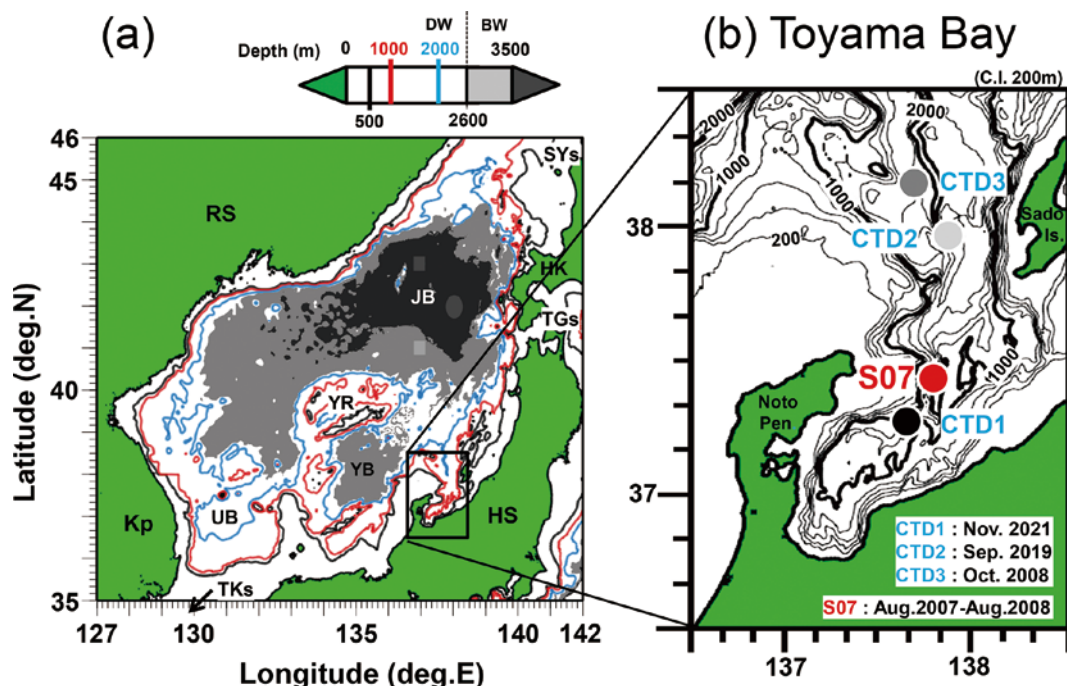 (a)
(b) Toyama Bay
DW
BW
Depth (m)
0
1000
2000
3500
500
2600
(C.I. 200m)
46
45
40
35
Latitude (deg.N)
RS
SYs
HK
JB
TGs
YR
YB
UB
Kp
HS
TKs
127
130
135
140
142
Longitude (deg.E)
2000
2000
1000
1000
CTD3
38
CTD2
200
Sado
Is.
S07
1000
Noto
Pen
CTD1
37
CTD1 : Nov. 2021
CTD2 : Sep. 2019
CTD3 : Oct. 2008
S07 : Aug.2007-Aug.2008
137
138